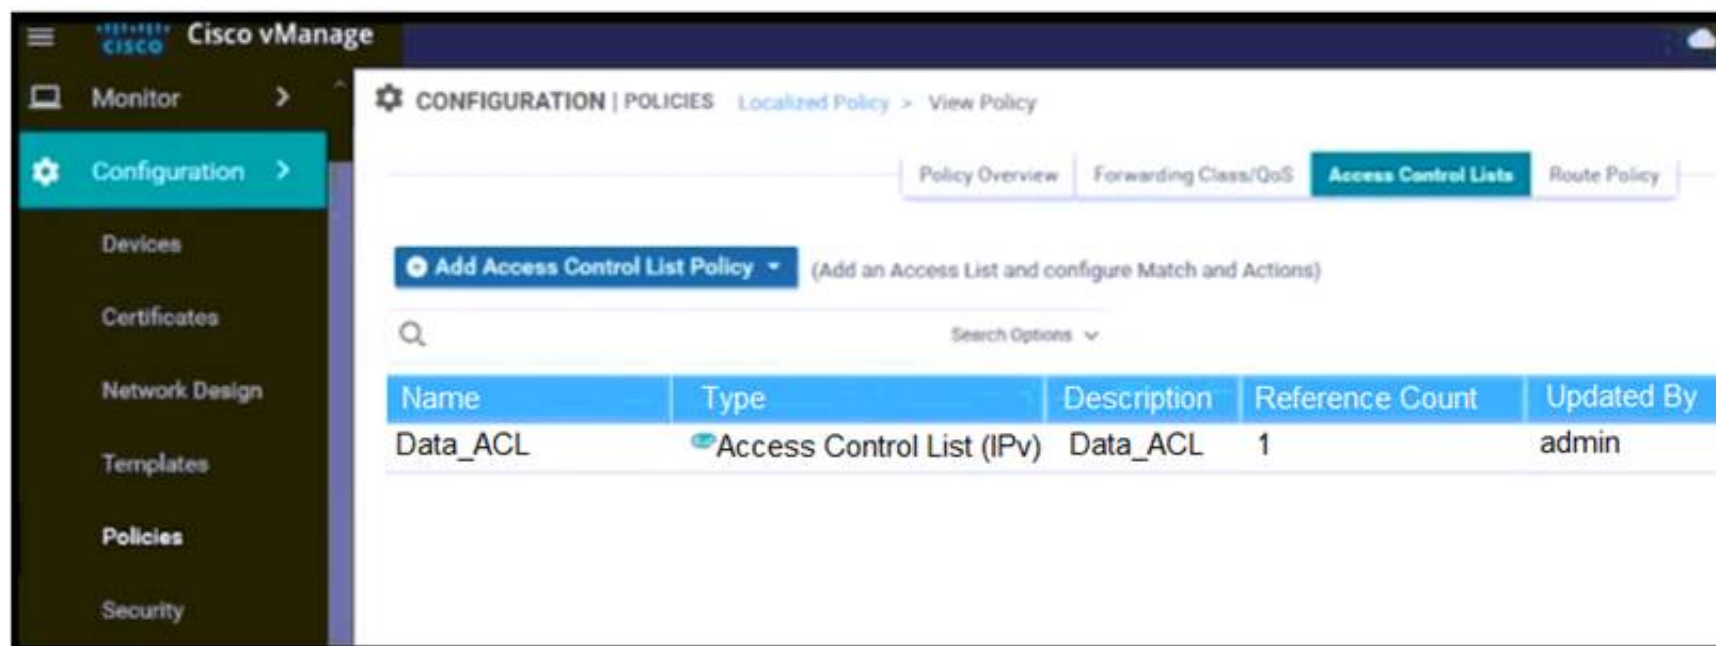 CISCO Cisco vManage
Monitor
CONFIGURATION | POLICIES Localized Policy > View Policy
Configuration
Policy Overview Forwarding Class/QoS Access Control Lists Route Policy
Devices
Add Access Control List Policy (Add an Access List and configure Match and Actions)
Certificates
Search Options
Network Design
Name Type Description Reference Count Updated By
Data_ACL Access Control List (IPv) Data_ACL 1 admin
Templates
Policies
Security